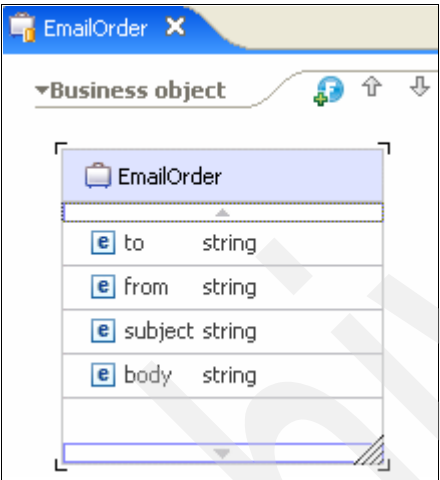 EmailOrder
Business object
EmailOrder
e to string
e from string
e subject string
e body string